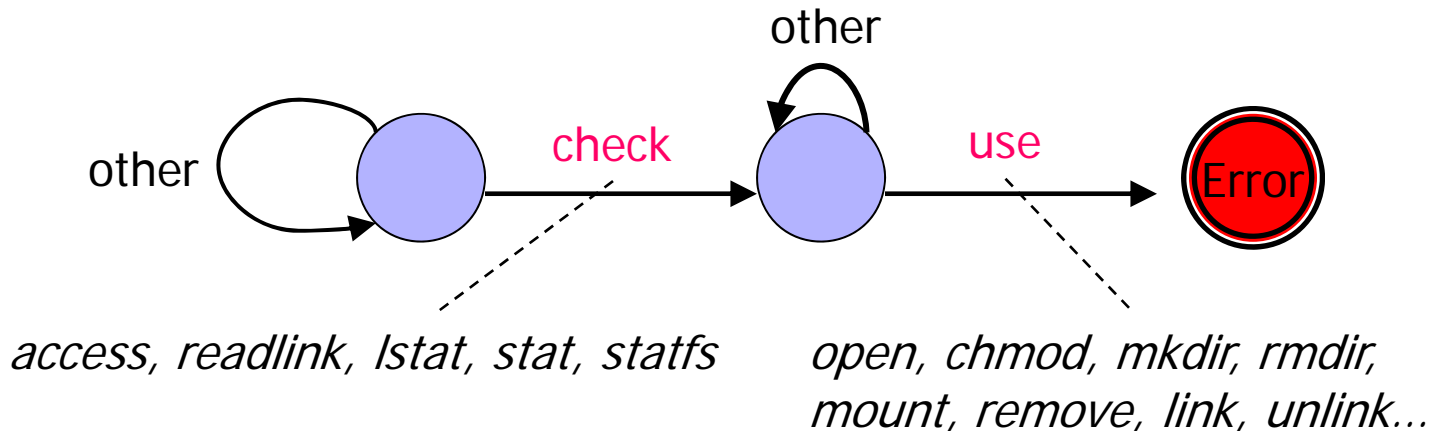 other
other
check
use
Error
access, readlink, lstat, stat, statfs
open, chmod, mkdir, rmdir,
mount, remove, link, unlink...